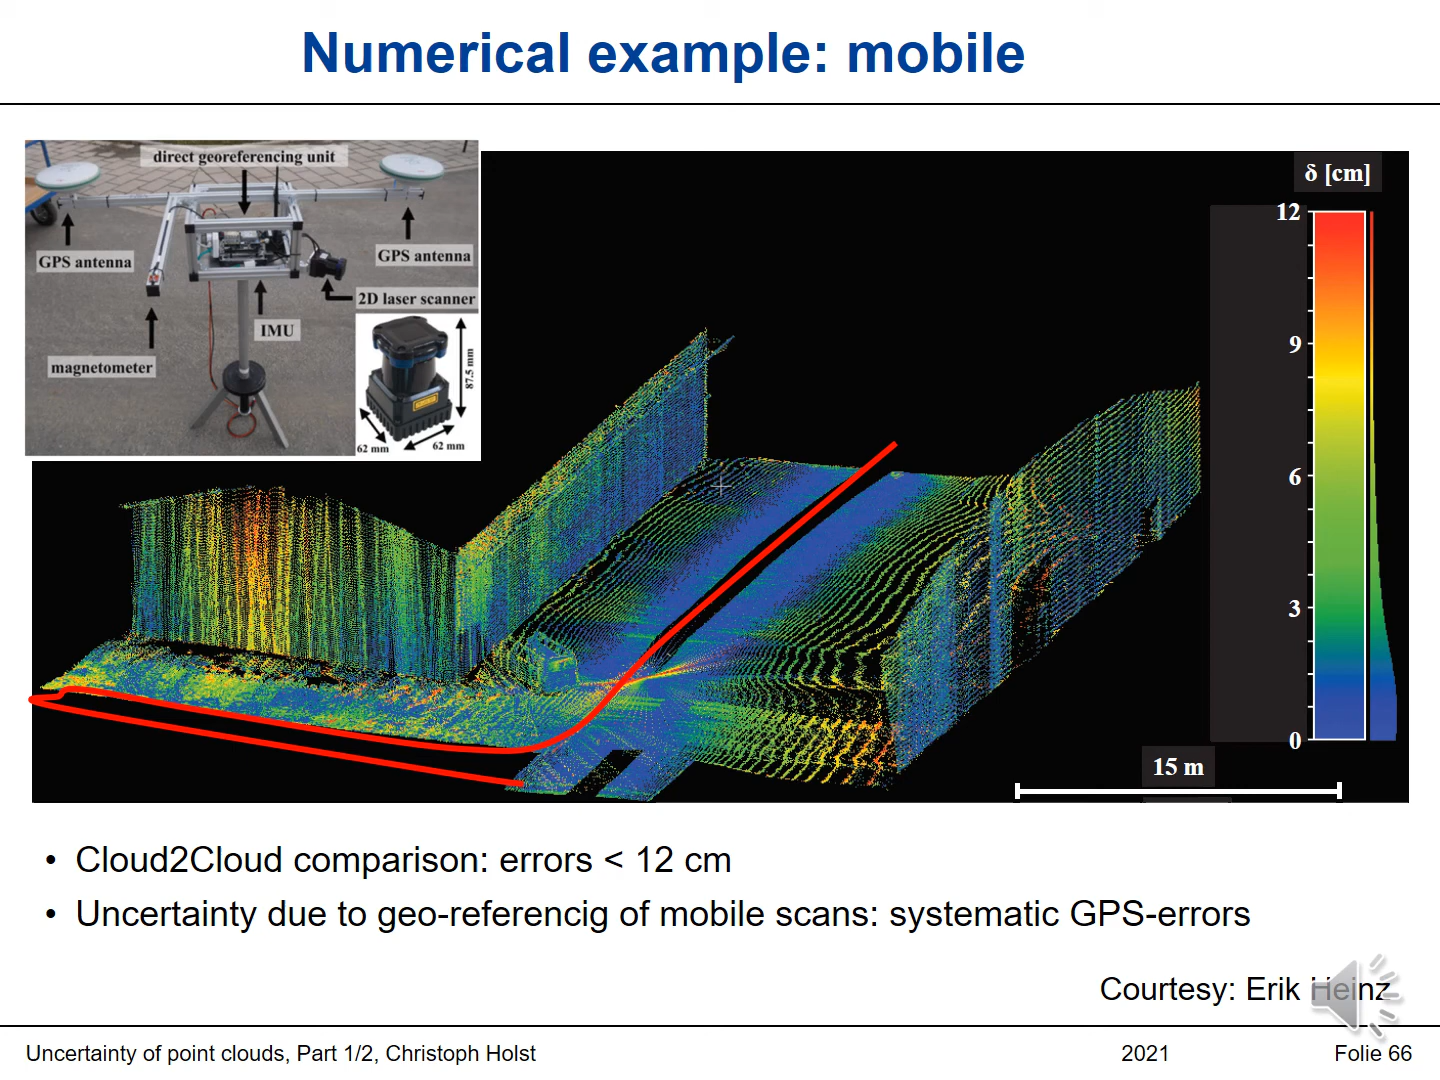 Numerical example: mobile
direct georeferencing unit
GPS antenna
GPS antenna
2D laser scanner
IMU
magnetometer
87.5 mm
62 mm
62 mm
δ [cm]
12
9
6
3
0
15 m
• Cloud2Cloud comparison: errors < 12 cm
• Uncertainty due to geo-referencig of mobile scans: systematic GPS-errors
Courtesy: Erik Heinz
Uncertainty of point clouds, Part 1/2, Christoph Holst
2021
Folie 66